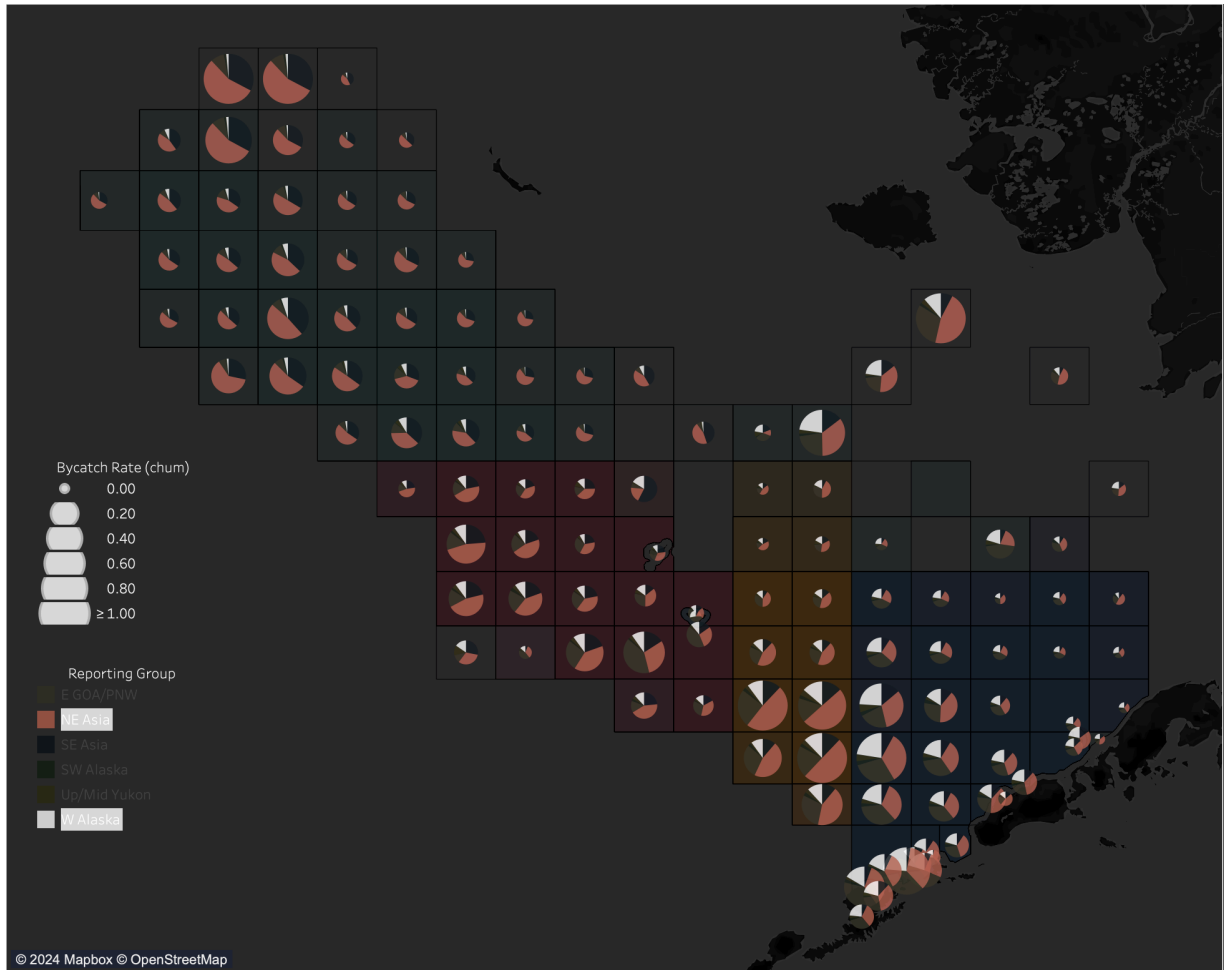 Bycatch Rate (chum)
0.00
0.20
0.40
0.60
0.80
≥ 1.00
Reporting Group
E GOA/PNW
NE Asia
SE Asia
SW Alaska
Up/Mid Yukon
W Alaska
© 2024 Mapbox © OpenStreetMap